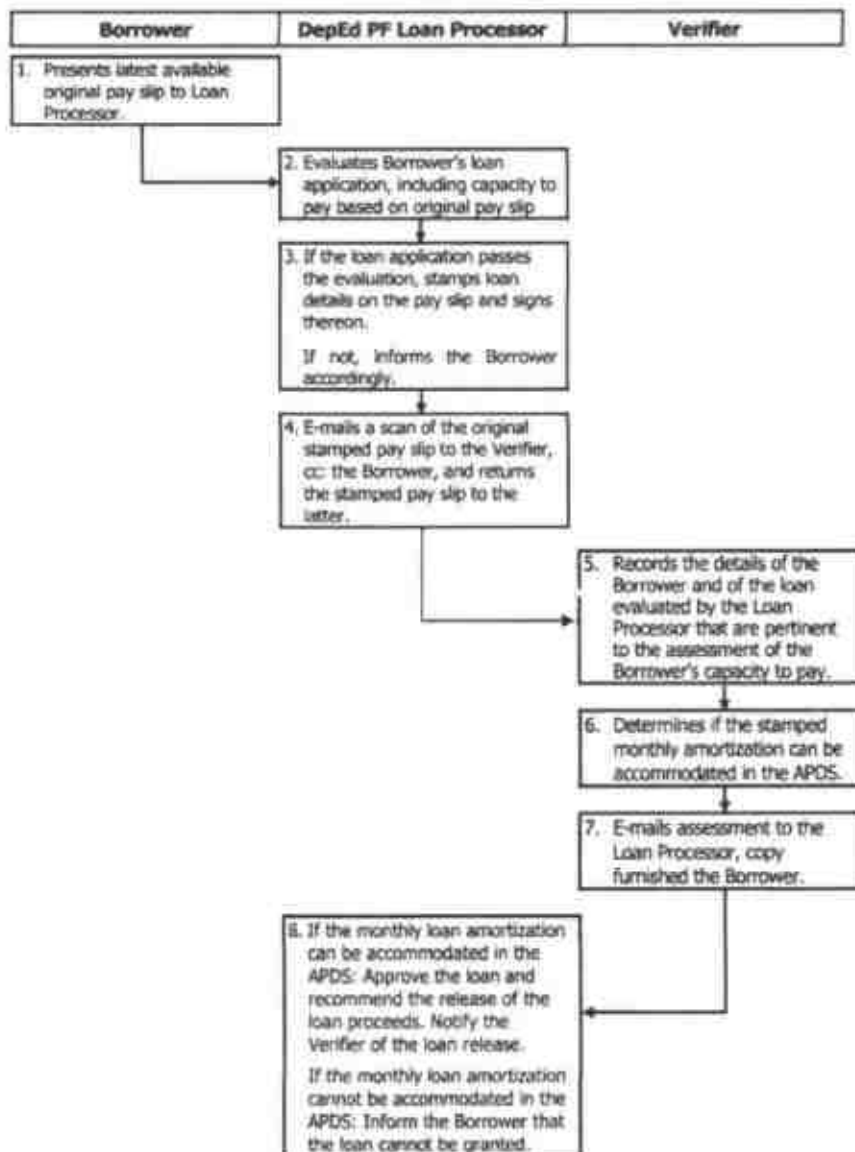 Borrower DepEd PF Loan Processor Verifier
1. Presents latest available
original pay slip to Loan
Processor.
2. Evaluates Borrower's loan
application, including capacity to
pay based on original pay slip
3. If the loan application passes
the evaluation, stamps loan
details on the pay slip and signs
thereon.
If not, informs the Borrower
accordingly.
4. E-mails a scan of the original
stamped pay slip to the Verifier,
cc: the Borrower, and returns
the stamped pay slip to the
latter.
5. Records the details of the
Borrower and of the loan
evaluated by the Loan
Processor that are pertinent
to the assessment of the
Borrower's capacity to pay.
6. Determines if the stamped
monthly amortization can be
accommodated in the APDS.
7. E-mails assessment to the
Loan Processor, copy
furnished the Borrower.
8. If the monthly loan amortization
can be accommodated in the
APDS: Approve the loan and
recommend the release of the
loan proceeds. Notify the
Verifier of the loan release.
If the monthly loan amortization
cannot be accommodated in the
APDS: Inform the Borrower that
the loan cannot be granted.